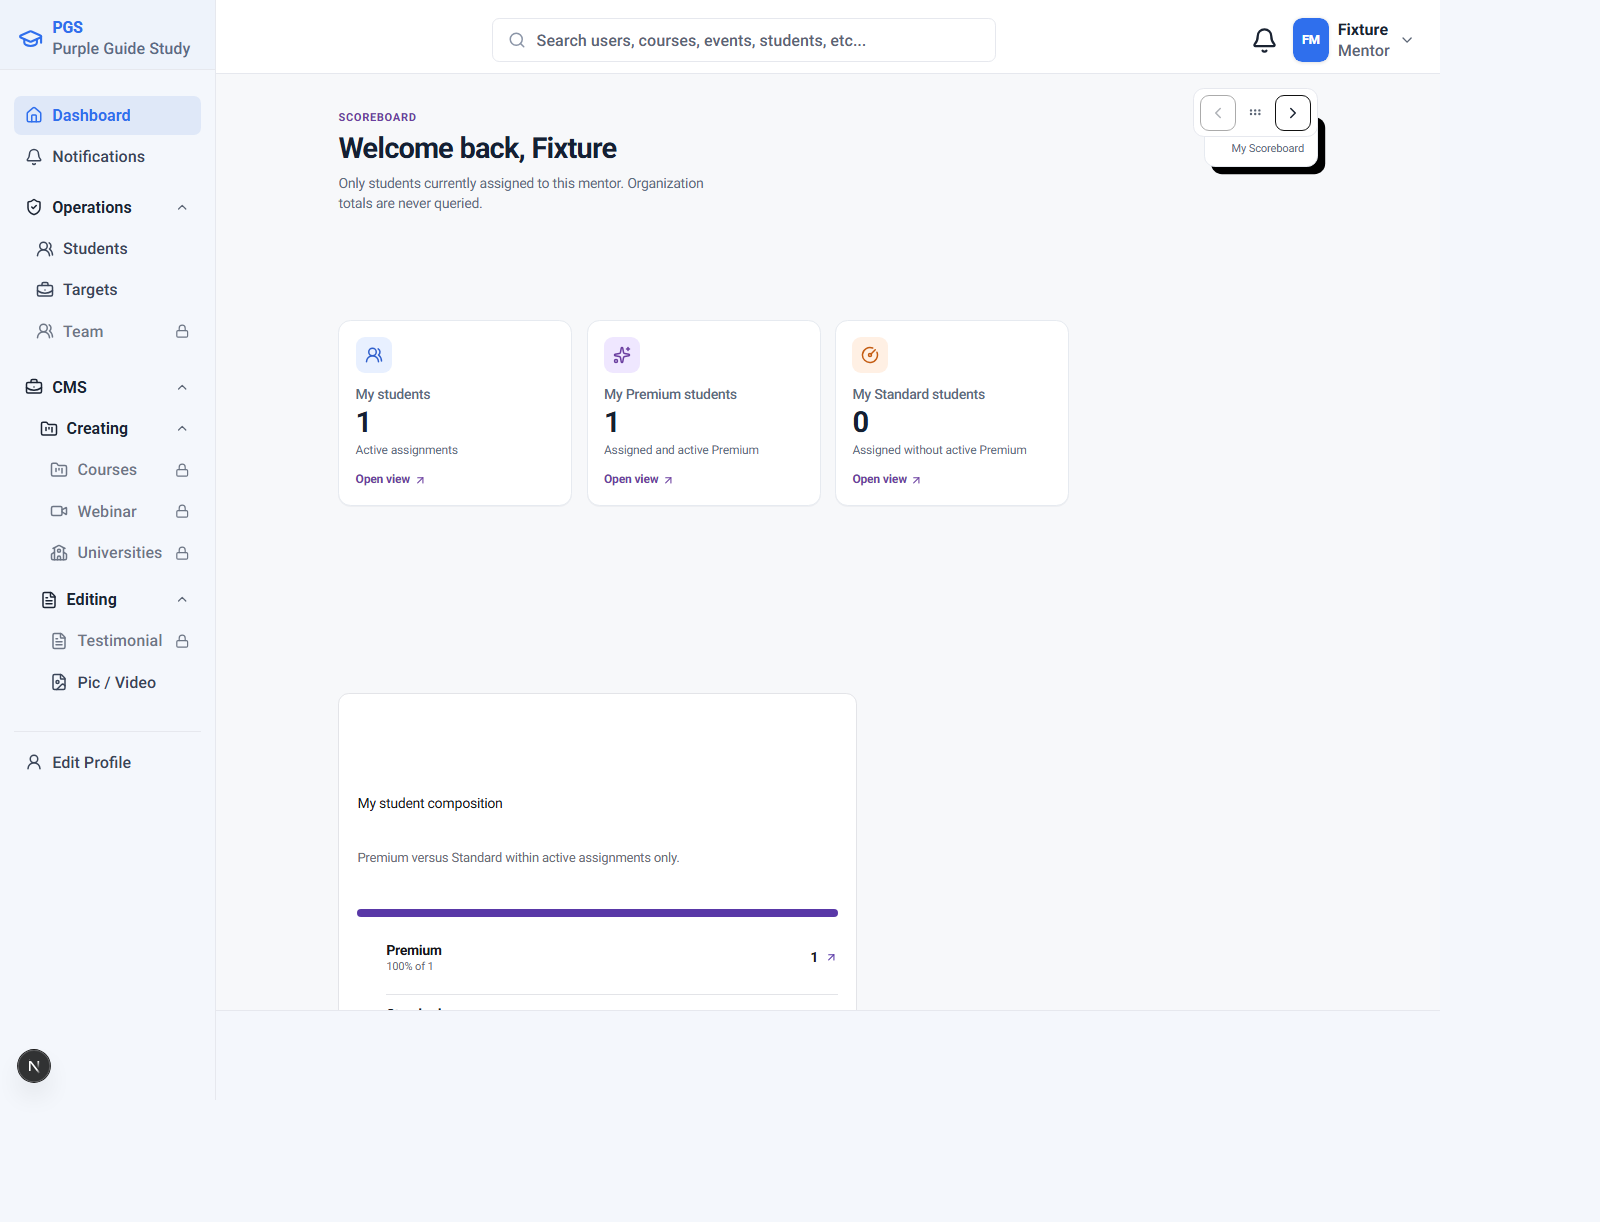 PGS
Purple Guide Study
Search users, courses, events, students, etc...
FM
Fixture
Mentor
Dashboard
Notifications
Operations
Students
Targets
Team
CMS
Creating
Courses
Webinar
Universities
Editing
Testimonial
Pic / Video
Edit Profile
N
SCOREBOARD
Welcome back, Fixture
Only students currently assigned to this mentor. Organization
totals are never queried.
My Scoreboard
My students
1
Active assignments
Open view
My Premium students
1
Assigned and active Premium
Open view
My Standard students
0
Assigned without active Premium
Open view
My student composition
Premium versus Standard within active assignments only.
Premium
1
100% of 1